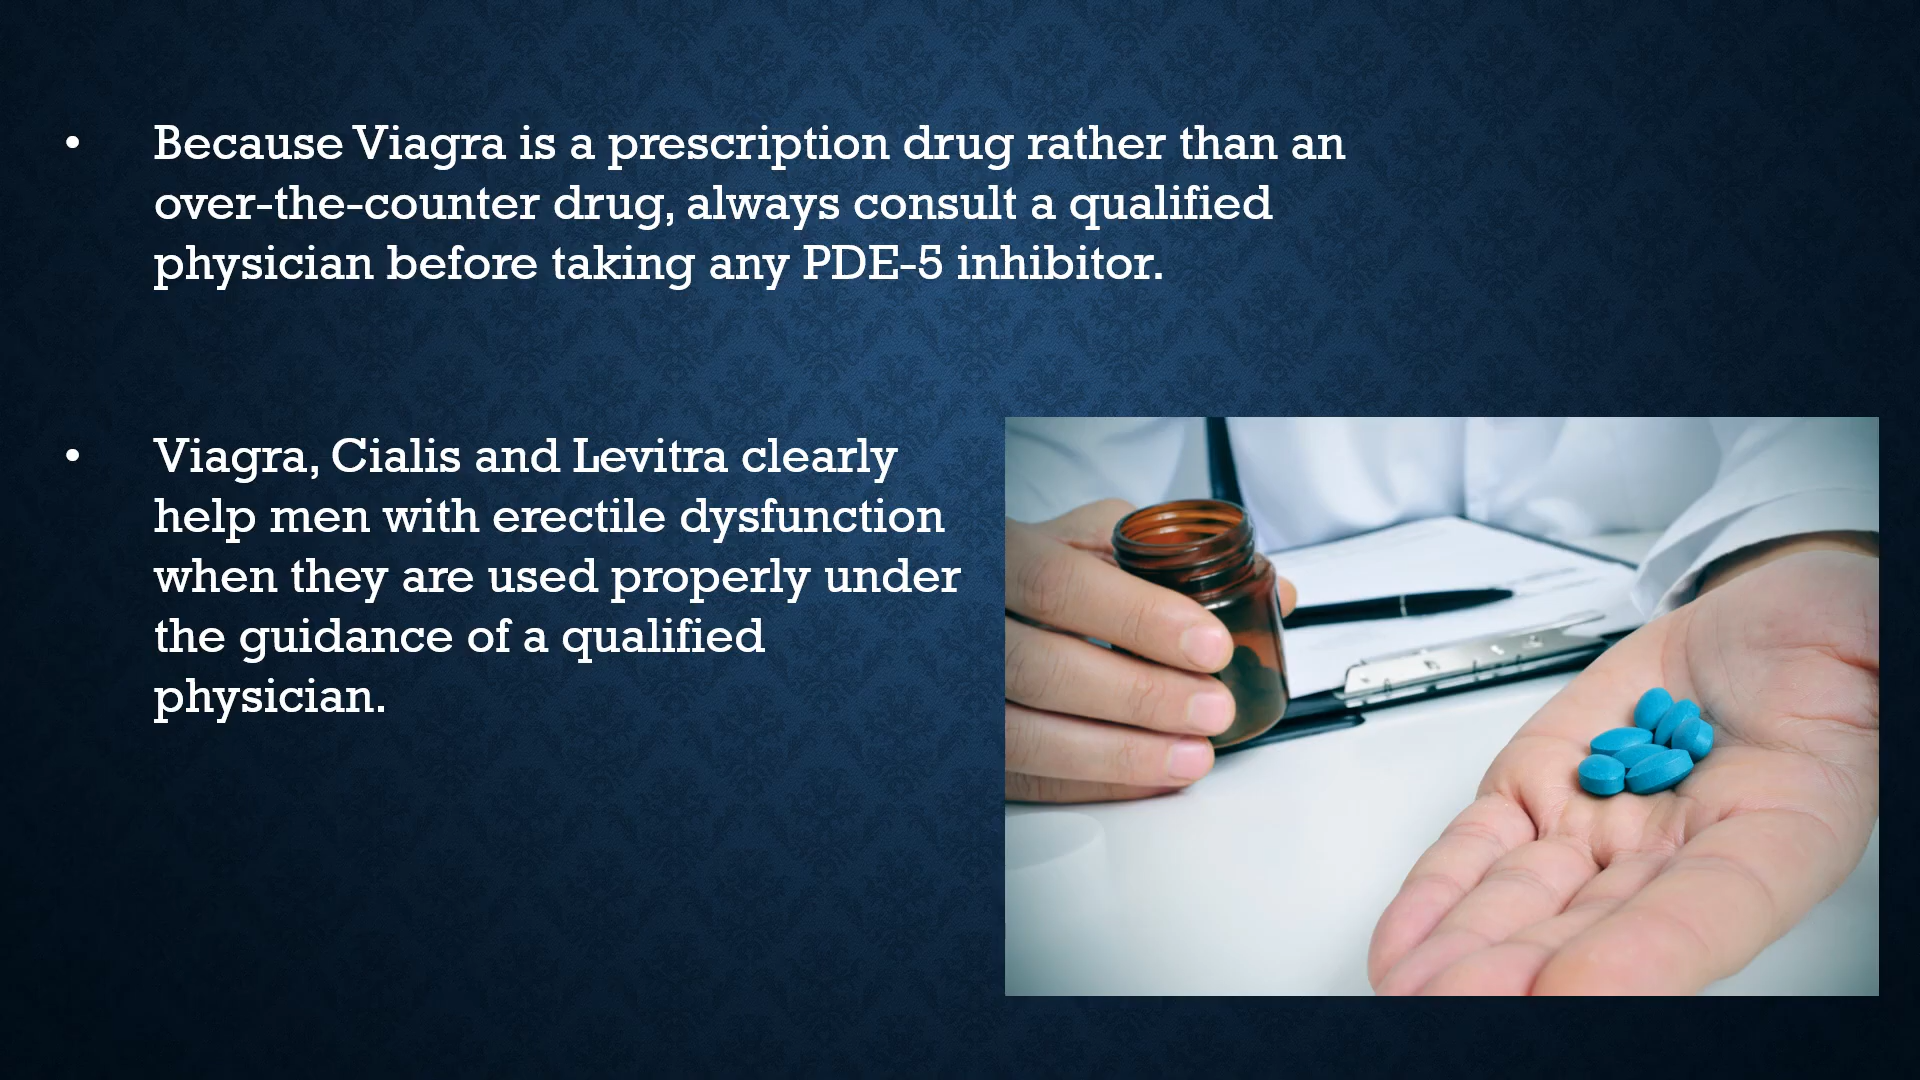 • Because Viagra is a prescription drug rather than an
over-the-counter drug, always consult a qualified
physician before taking any PDE-5 inhibitor.
• Viagra, Cialis and Levitra clearly
help men with erectile dysfunction
when they are used properly under
the guidance of a qualified
physician.